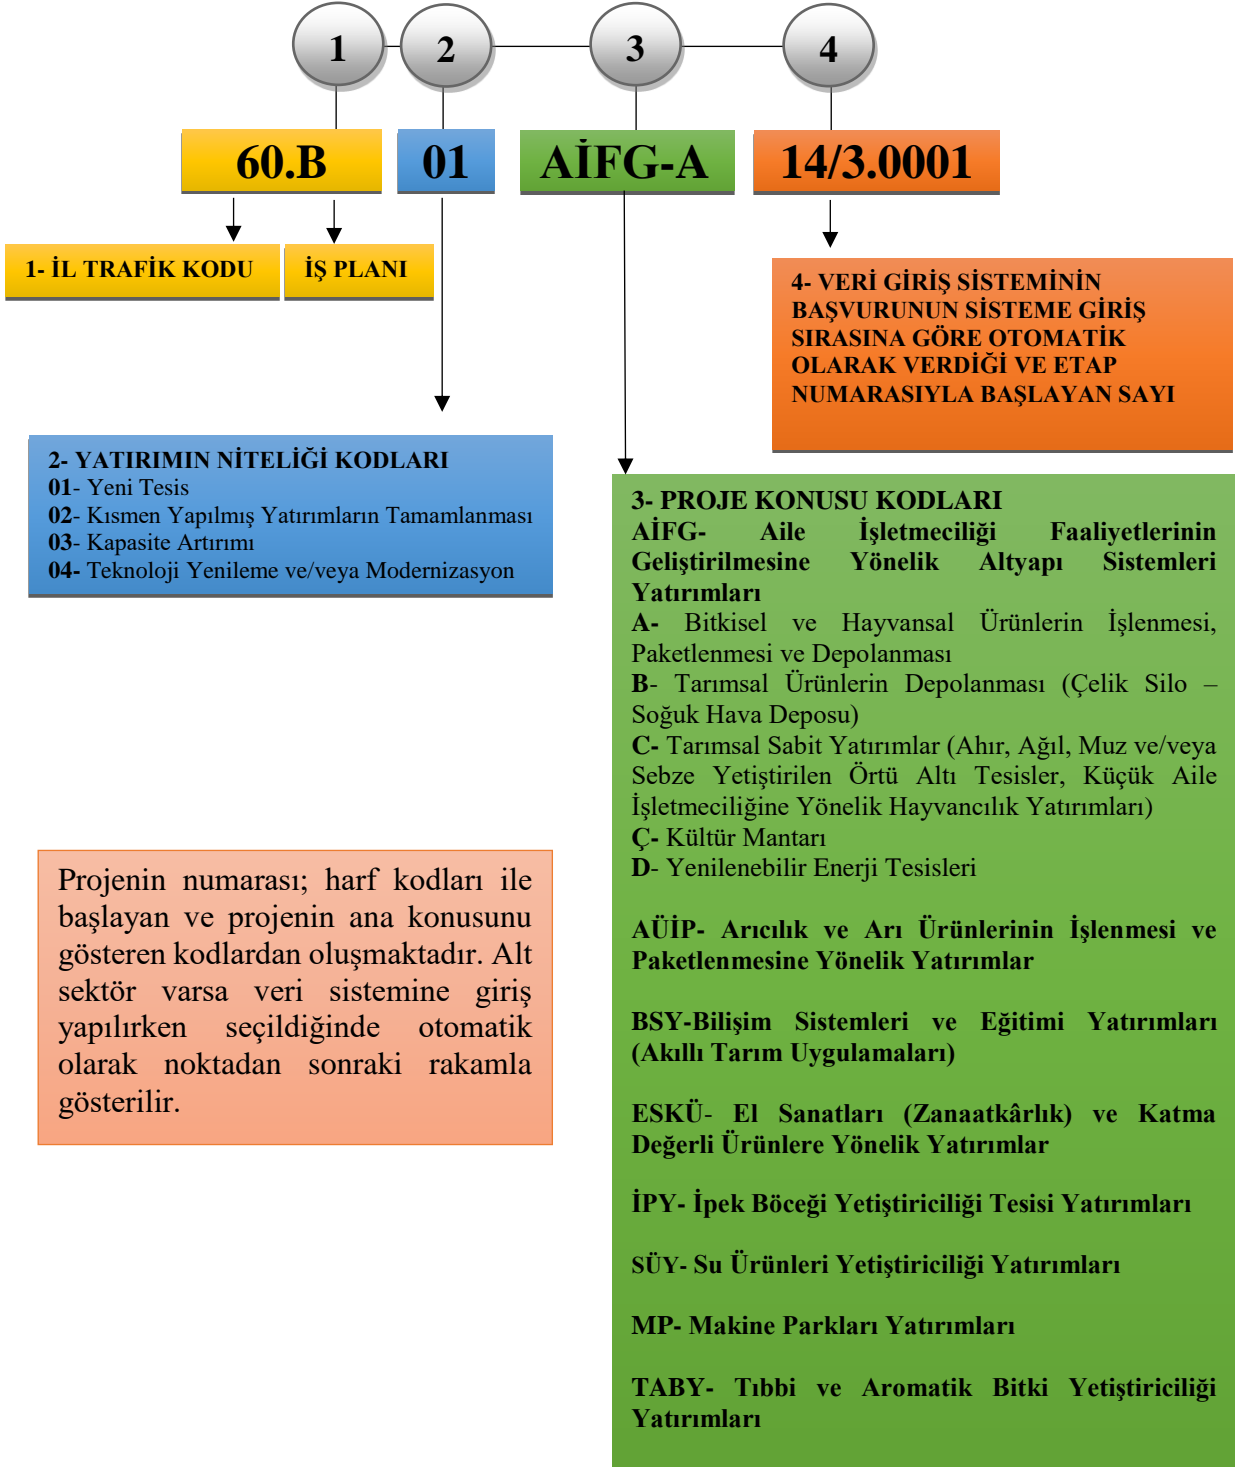 1
2
3
4
60.B
01
AİFG-A
14/3.0001
1- İL TRAFİK KODU
İŞ PLANI
4- VERİ GİRİŞ SİSTEMİNİN
BAŞVURUNUN SİSTEME GİRİŞ
SIRASINA GÖRE OTOMATİK
OLARAK VERDİĞİ VE ETAP
NUMARASIYLA BAŞLAYAN SAYI
2- YATIRIMIN NİTELİĞİ KODLARI
01- Yeni Tesis
02- Kısmen Yapılmış Yatırımların Tamamlanması
03- Kapasite Artırımı
04- Teknoloji Yenileme ve/veya Modernizasyon
3- PROJE KONUSU KODLARI
AİFG- Aile İşletmeciliği Faaliyetlerinin
Geliştirilmesine Yönelik Altyapı Sistemleri
Yatırımları
A- Bitkisel ve Hayvansal Ürünlerin İşlenmesi,
Paketlenmesi ve Depolanması
B- Tarımsal Ürünlerin Depolanması (Çelik Silo –
Soğuk Hava Deposu)
C- Tarımsal Sabit Yatırımlar (Ahır, Ağıl, Muz ve/veya
Sebze Yetiştirilen Örtü Altı Tesisler, Küçük Aile
İşletmeciliğine Yönelik Hayvancılık Yatırımları)
Ç- Kültür Mantarı
D- Yenilenebilir Enerji Tesisleri
AÜİP- Arıcılık ve Arı Ürünlerinin İşlenmesi ve
Paketlenmesine Yönelik Yatırımlar
BSY-Bilişim Sistemleri ve Eğitimi Yatırımları
(Akıllı Tarım Uygulamaları)
ESKÜ- El Sanatları (Zanaatkârlık) ve Katma
Değerli Ürünlere Yönelik Yatırımlar
İPY- İpek Böceği Yetiştiriciliği Tesisi Yatırımları
SÜY- Su Ürünleri Yetiştiriciliği Yatırımları
MP- Makine Parkları Yatırımları
TABY- Tıbbi ve Aromatik Bitki Yetiştiriciliği
Yatırımları
Projenin numarası; harf kodları ile
başlayan ve projenin ana konusunu
gösteren kodlardan oluşmaktadır. Alt
sektör varsa veri sistemine giriş
yapılırken seçildiğinde otomatik
olarak noktadan sonraki rakamla
gösterilir.